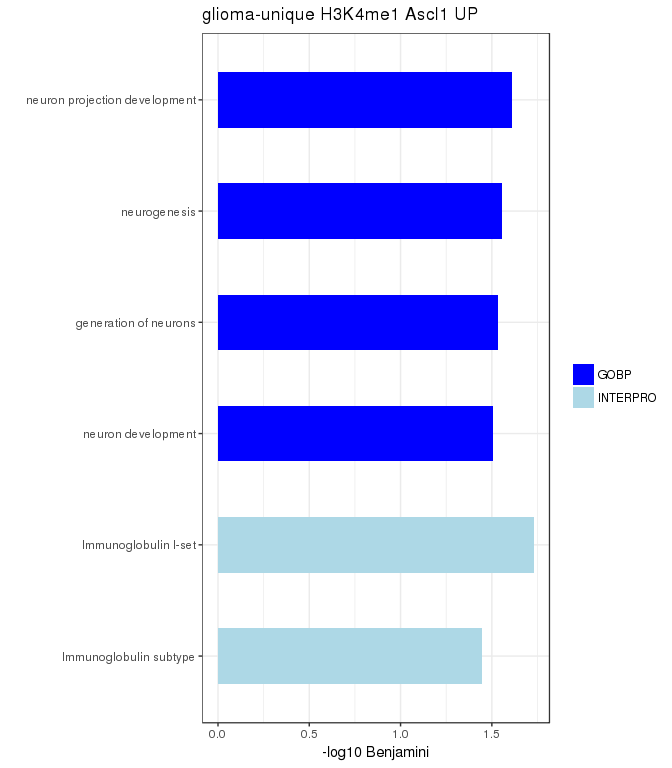 glioma-unique H3K4me1 Ascl1 UP
neuron projection development
neurogenesis
generation of neurons
neuron development
Immunoglobulin I-set
Immunoglobulin subtype
0.0 0.5 1.0 1.5
-log10 Benjamini
GOBP
INTERPRO